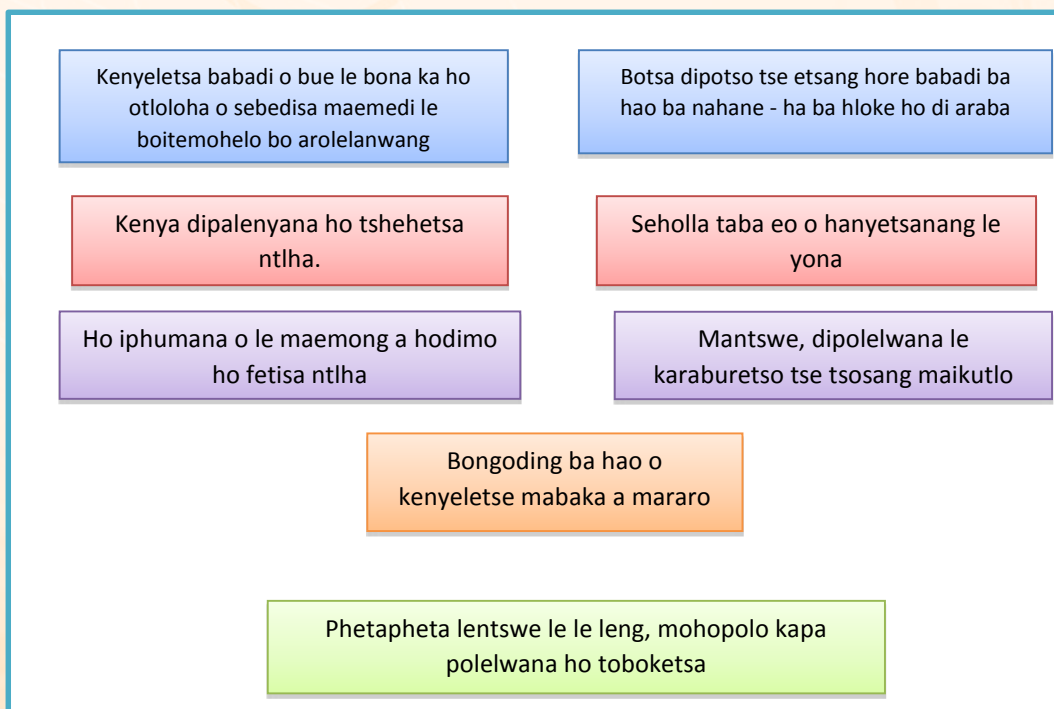 Kenyeletsa babadi o bue le bona ka ho
otloloha o sebedisa maemedi le
boitemohelo bo arolelanwang
Botsa dipotso tse etsang hore babadi ba
hao ba nahane - ha ba hloke ho di araba
Kenya dipalenyana ho tshehetsa
ntlha.
Seholla taba eo o hanyetsanang le
yona
Ho iphumana o le maemong a hodimo
ho fetisa ntlha
Mantswe, dipolelwana le
karaburetso tse tsosang maikutlo
Bongoding ba hao o
kenyeletse mabaka a mararo
Phetapheta lentswe le le leng, mohopolo kapa
polelwana ho toboketsa